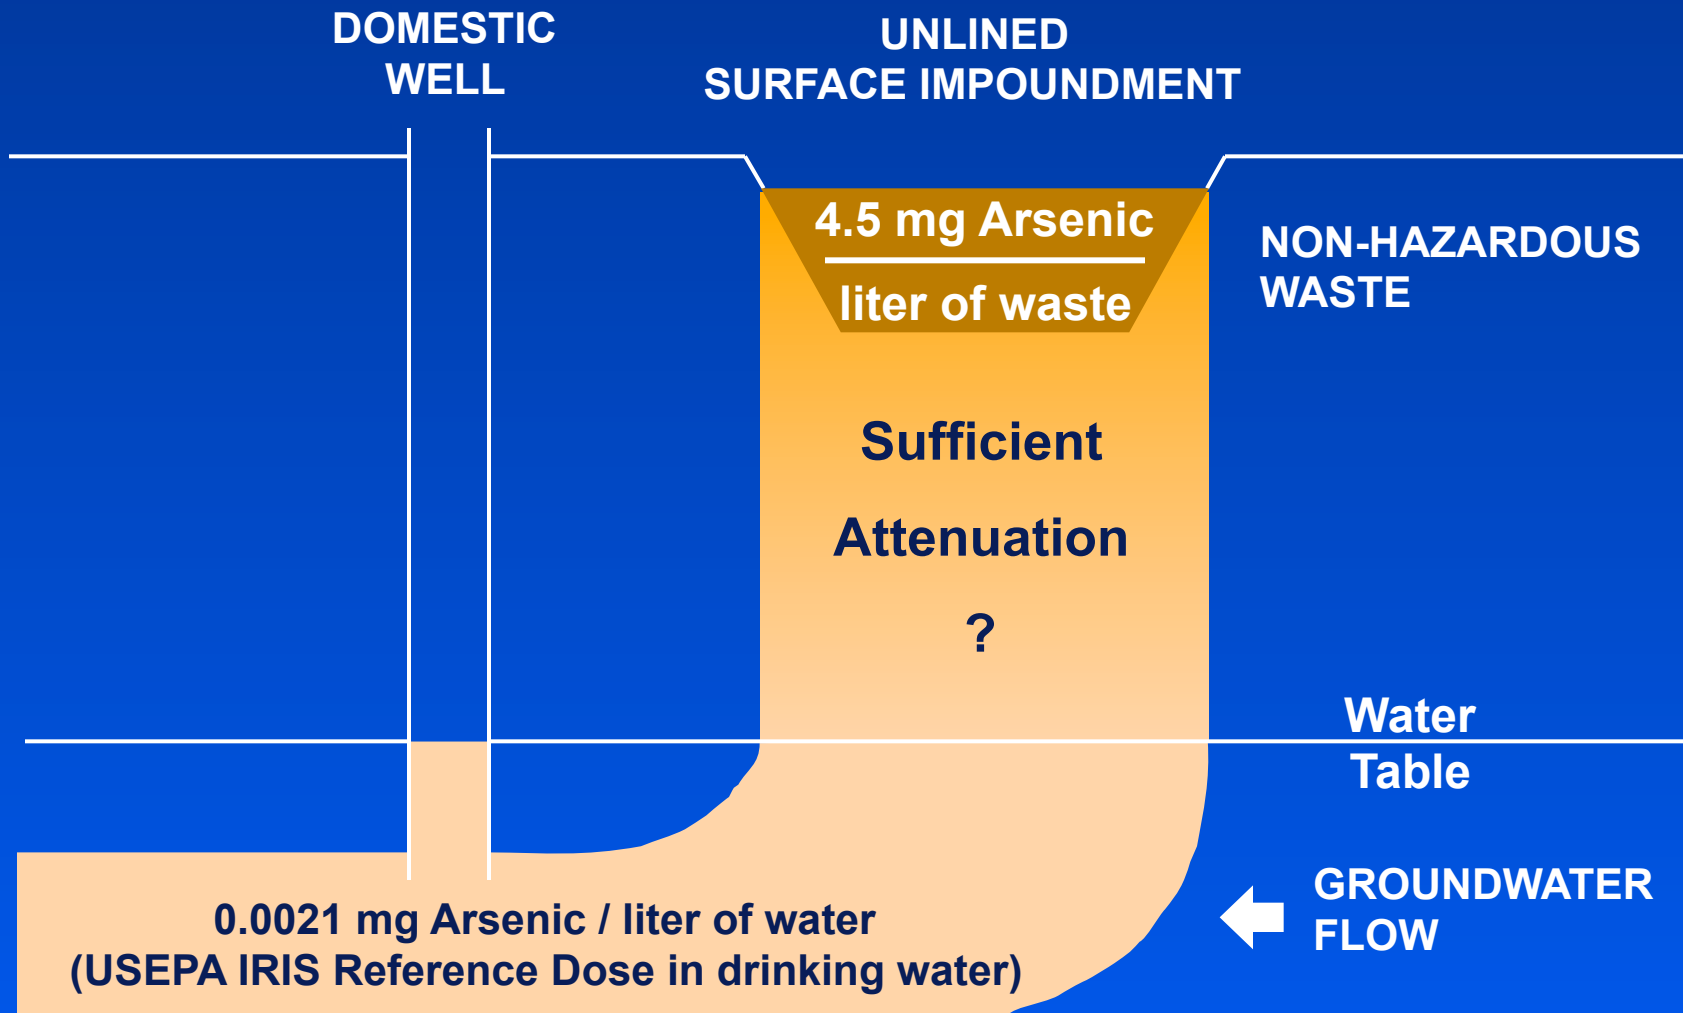 DOMESTIC
WELL
UNLINED
SURFACE IMPOUNDMENT
4.5 mg Arsenic
liter of waste
NON-HAZARDOUS
WASTE
Sufficient
Attenuation
?
Water
Table
GROUNDWATER
FLOW
0.0021 mg Arsenic / liter of water
(USEPA IRIS Reference Dose in drinking water)